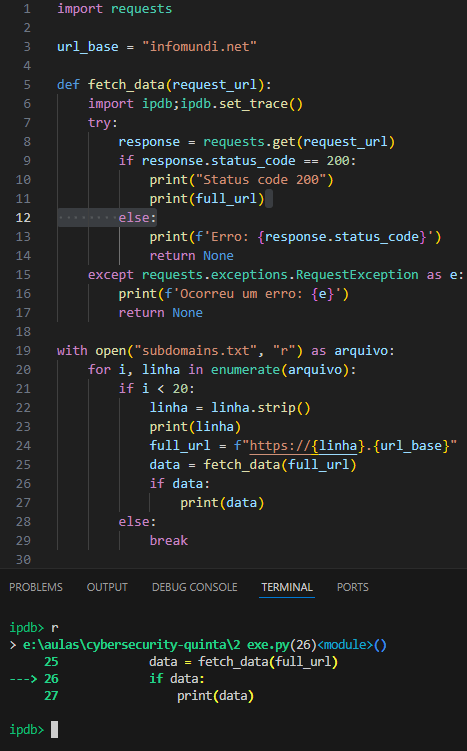 1 import requests
2
3 url_base = "infomundi.net"
4
5 def fetch_data(request_url):
6     import ipdb;ipdb.set_trace()
7     try:
8         response = requests.get(request_url)
9         if response.status_code == 200:
10             print("Status code 200")
11             print(full_url)
12         else:
13             print(f'Erro: {response.status_code}')
14             return None
15     except requests.exceptions.RequestException as e:
16         print(f'Ocorreu um erro: {e}')
17         return None
18
19 with open("subdomains.txt", "r") as arquivo:
20     for i, linha in enumerate(arquivo):
21         if i < 20:
22             linha = linha.strip()
23             print(linha)
24             full_url = f"https://{linha}.{url_base}"
25             data = fetch_data(full_url)
26             if data:
27                 print(data)
28         else:
29             break
30
PROBLEMS OUTPUT DEBUG CONSOLE TERMINAL PORTS
ipdb> r
> e:\aulas\cybersecurity-quinta\2 exe.py(26)<module>()
     25             data = fetch_data(full_url)
---> 26             if data:
     27                 print(data)
ipdb>